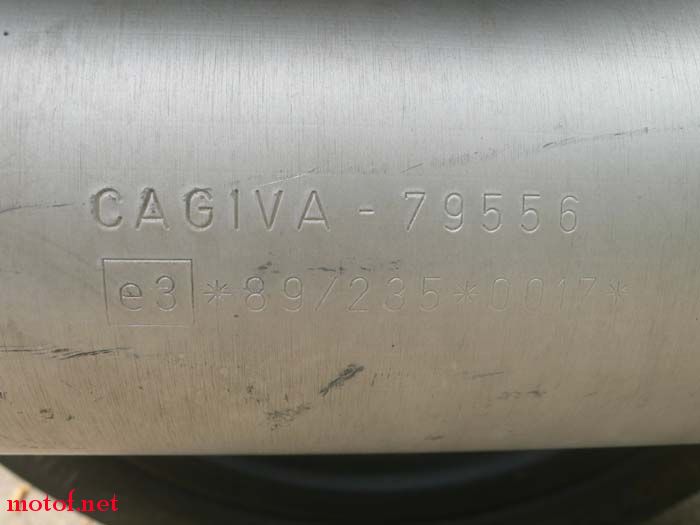 CAGIVA - 79556
e3 *89/235*0017*
motof.net